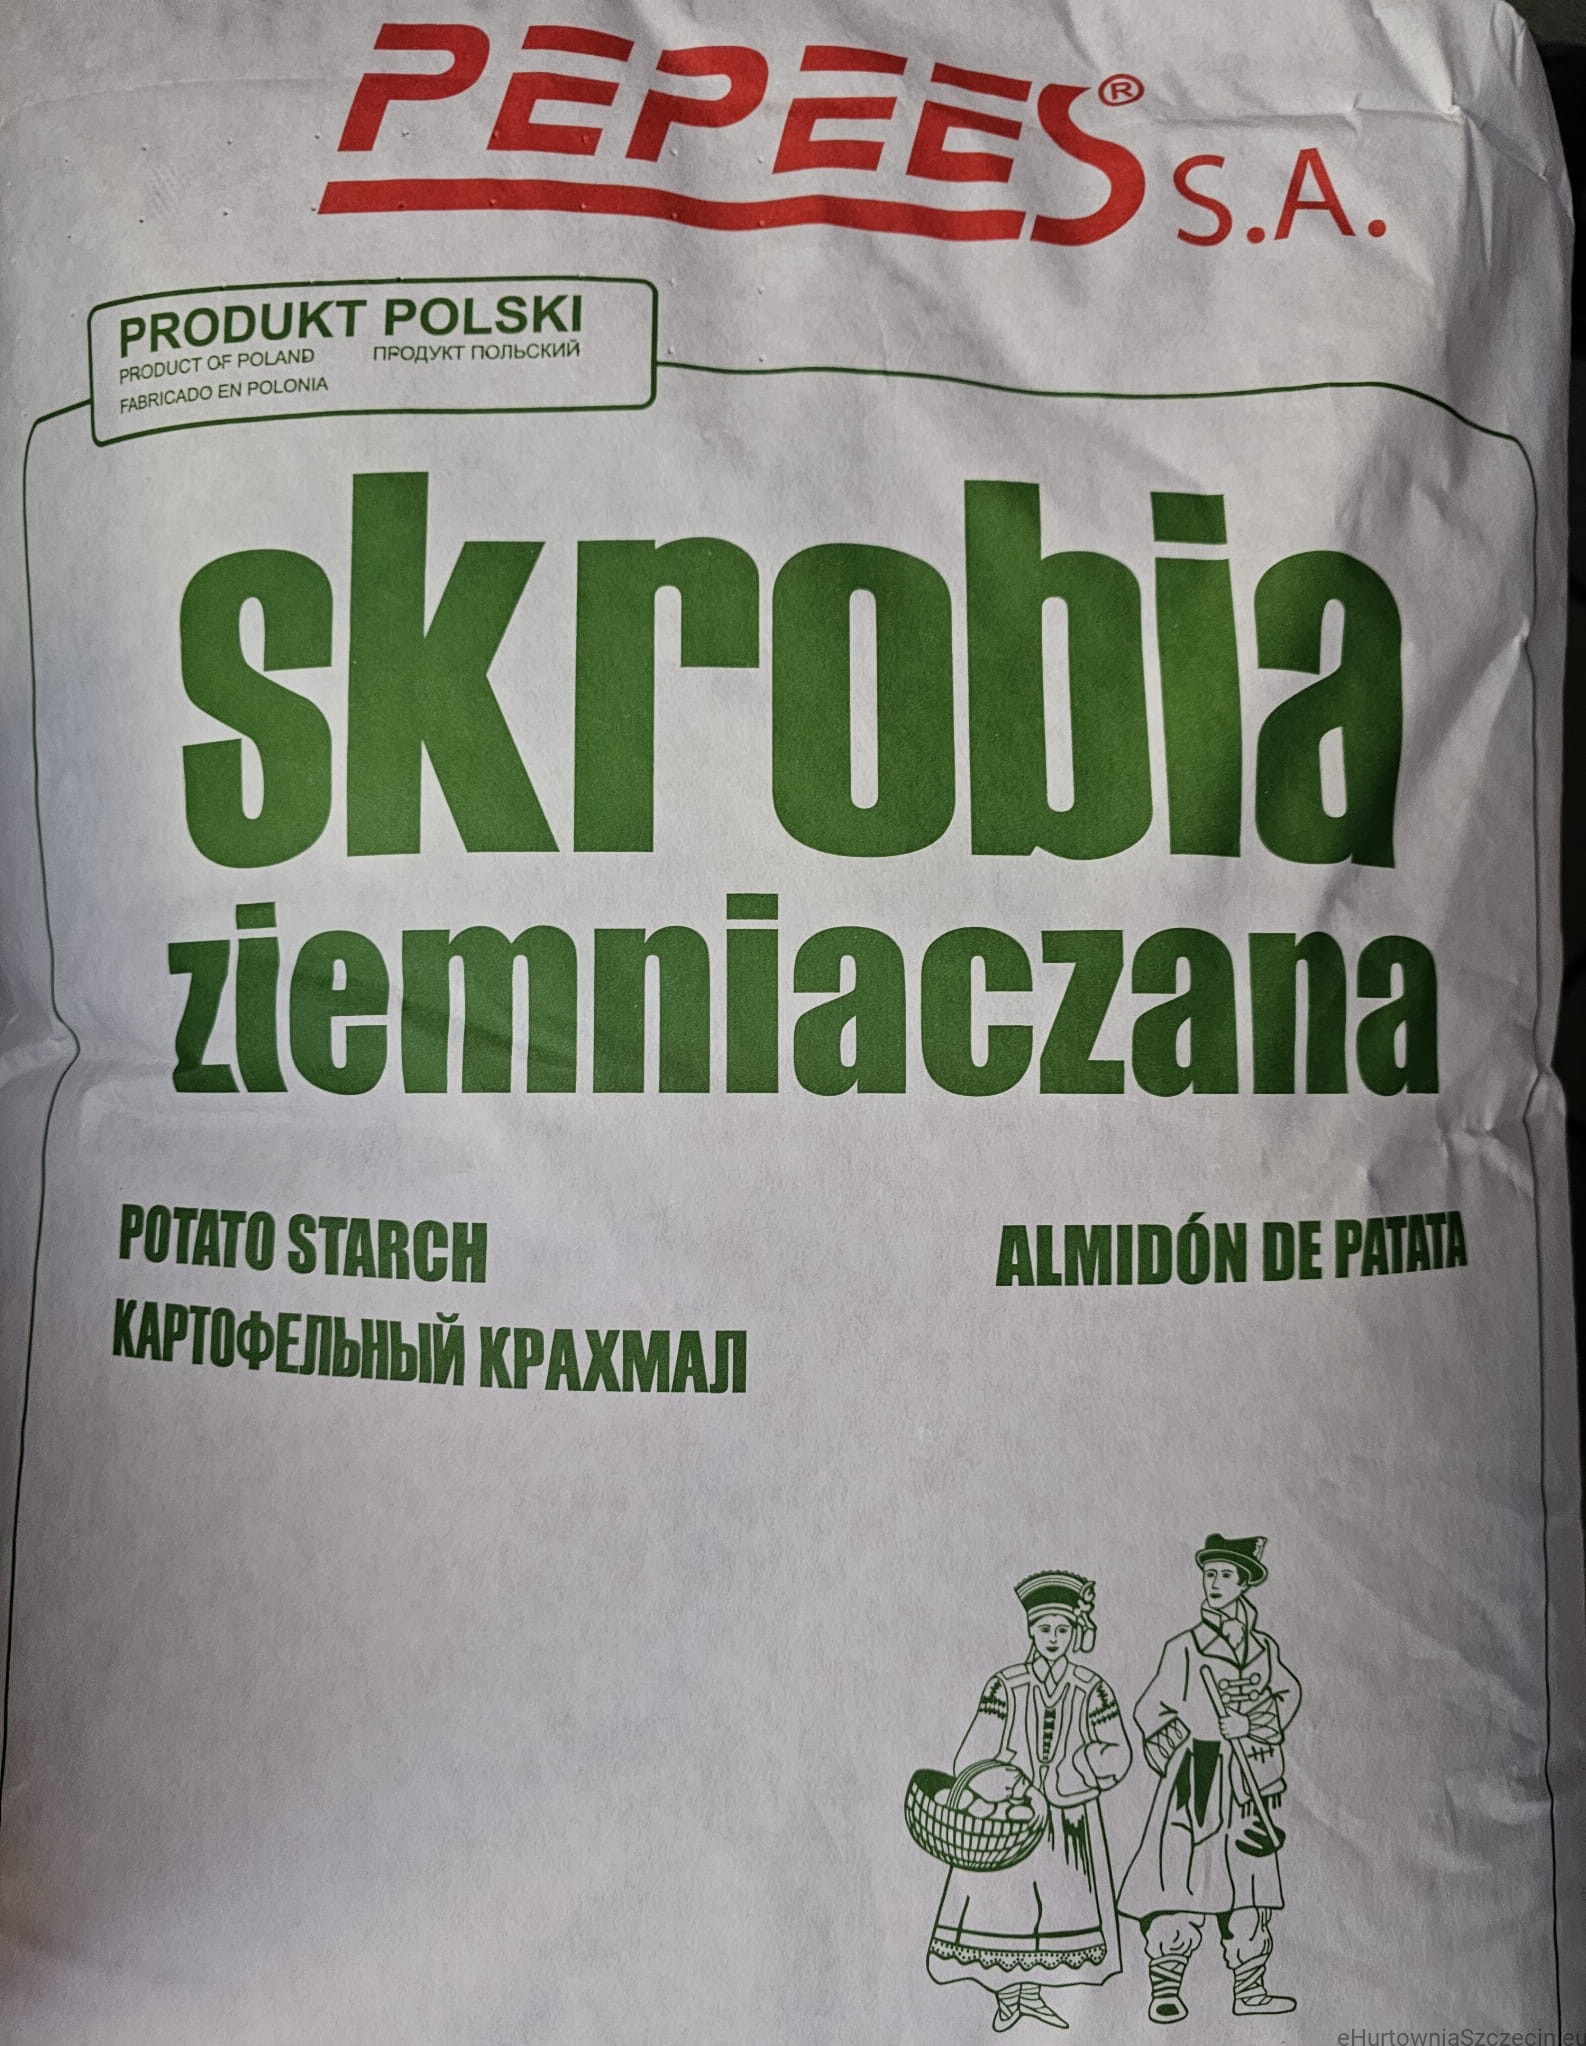 PEPEES® S.A.
PRODUKT POLSKI
PRODUCT OF POLAND ПРОДУКТ ПОЛЬСКИЙ
FABRICADO EN POLONIA
skrobia
ziemniaczana
POTATO STARCH ALMIDÓN DE PATATA
КАРТОФЕЛЬНЫЙ КРАХМАЛ
eHurtowniaSzczecin.eu